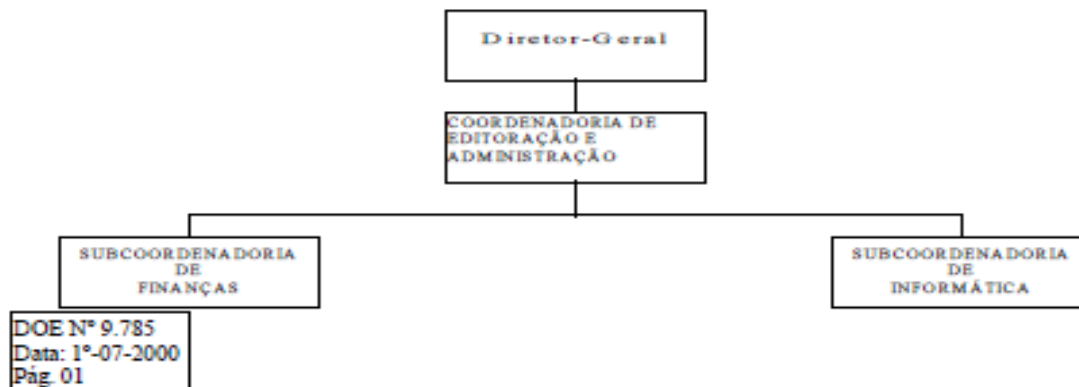 Diretor-Geral
COORDENADORIA DE
EDITORAÇÃO E
ADMINISTRAÇÃO
SUBCOORDENADORIA
DE
FINANÇAS
SUBCOORDENADORIA
DE
INFORMÁTICA
DOE Nº 9.785
Data: 1º-07-2000
Pág. 01